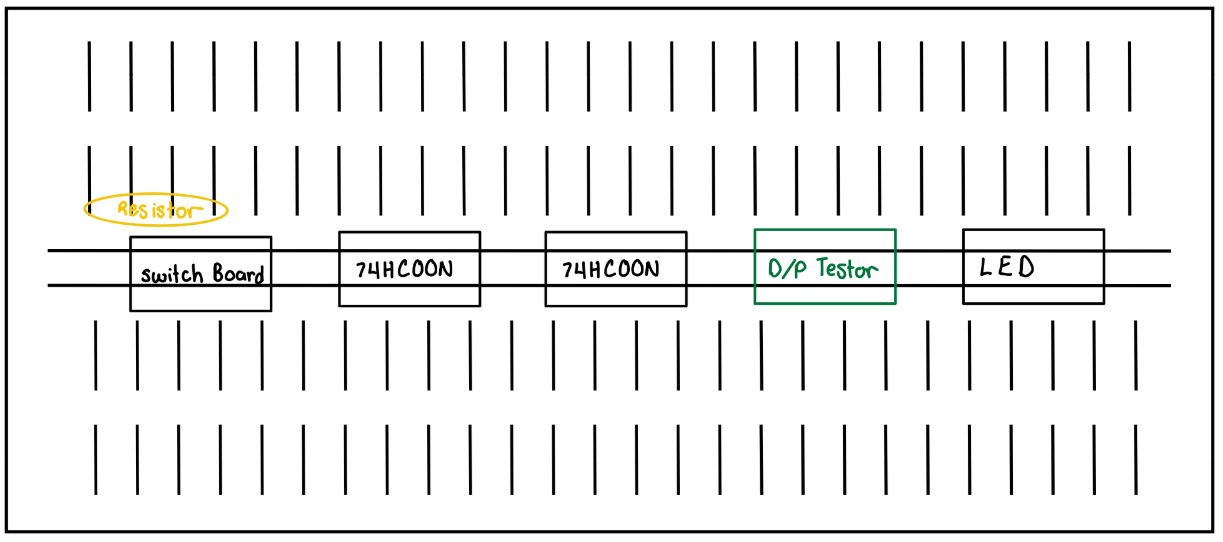 Resistor
Switch Board
74HC00N
74HC00N
O/P Testor
LED